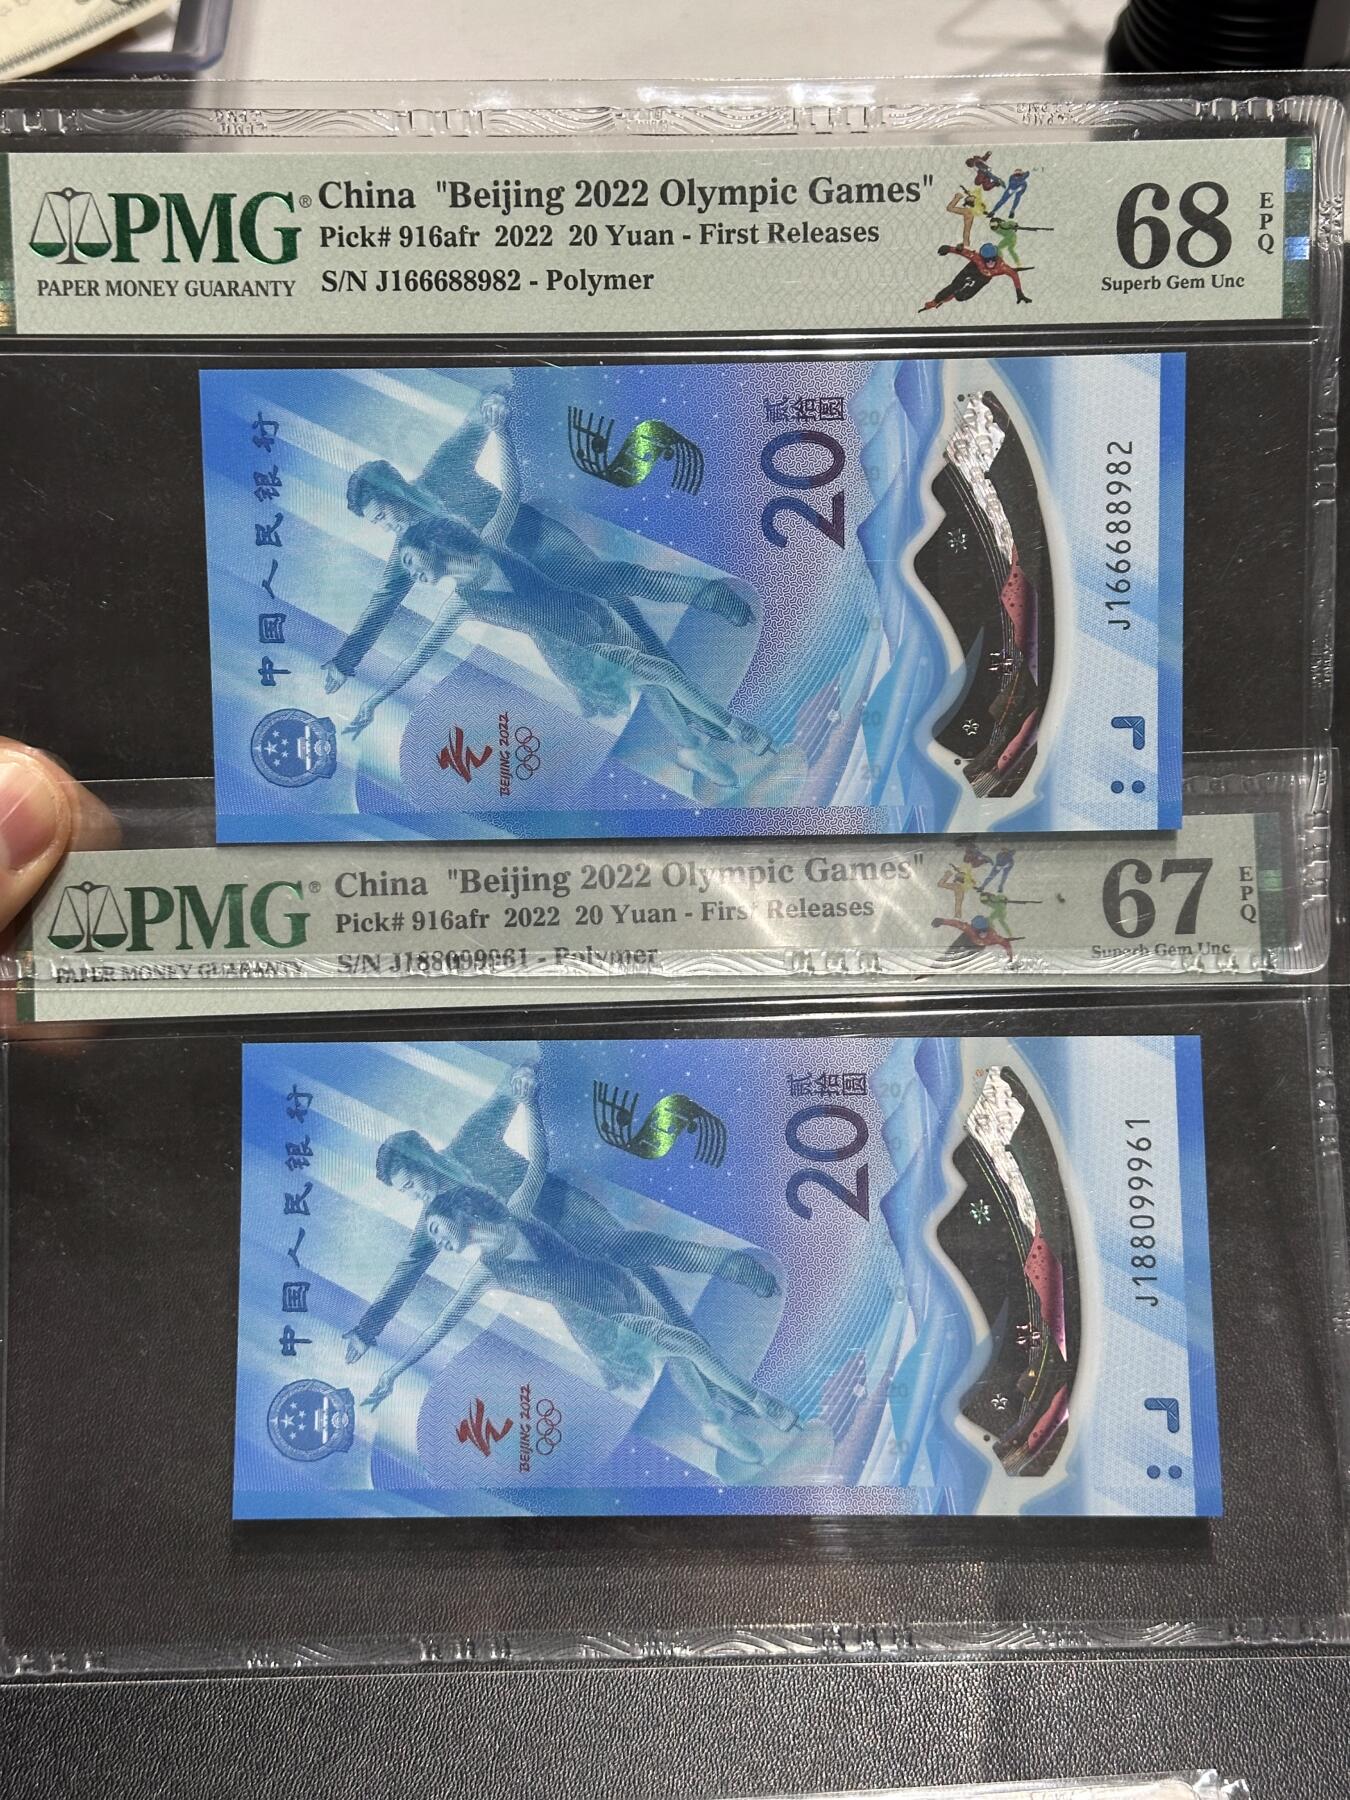 PMG® China "Beijing 2022 Olympic Games" 68 EPQ
Pick# 916afr 2022 20 Yuan - First Releases
PAPER MONEY GUARANTY S/N J166688982 - Polymer Superb Gem Unc
中国人民银行
贰拾圆
20
BEIJING 2022
J166688982
PMG® China "Beijing 2022 Olympic Games" 67 EPQ
Pick# 916afr 2022 20 Yuan - First Releases
PAPER MONEY GUARANTY S/N J188099961 - Polymer Superb Gem Unc
中国人民银行
贰拾圆
20
BEIJING 2022
J188099961